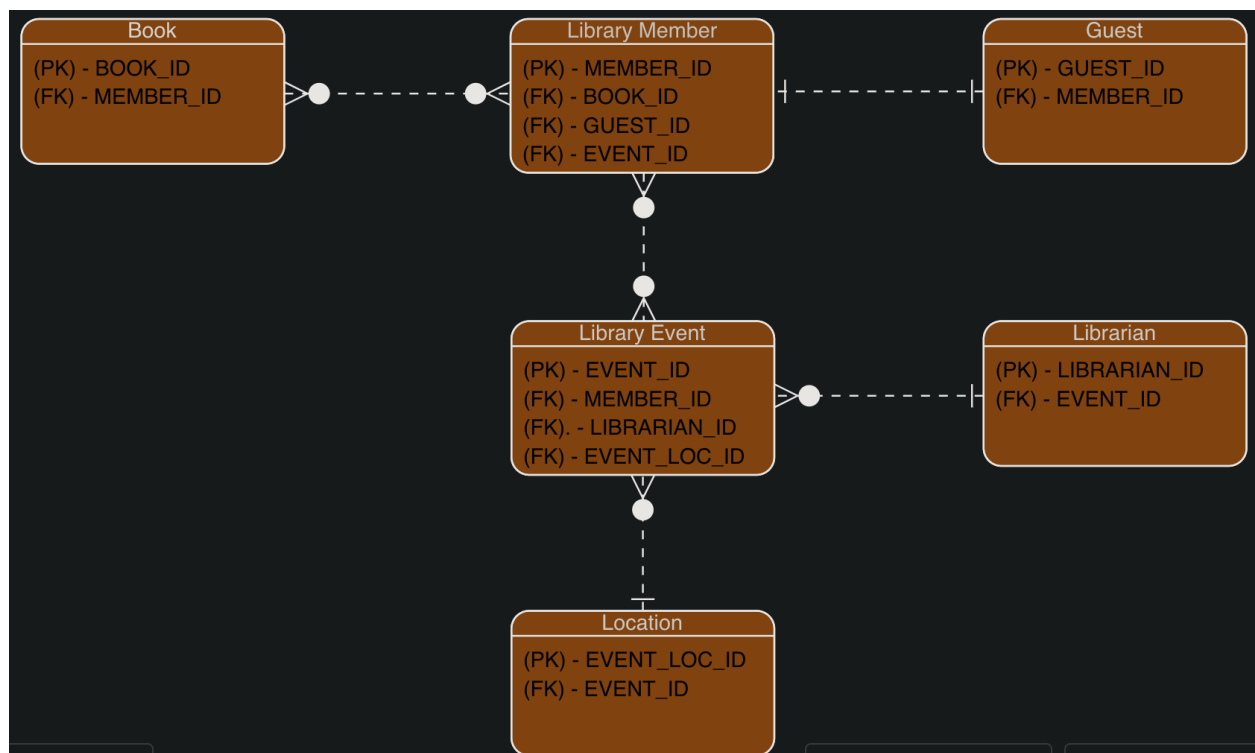 Book
(PK) - BOOK_ID
(FK) - MEMBER_ID
Library Member
(PK) - MEMBER_ID
(FK) - BOOK_ID
(FK) - GUEST_ID
(FK) - EVENT_ID
Guest
(PK) - GUEST_ID
(FK) - MEMBER_ID
Library Event
(PK) - EVENT_ID
(FK) - MEMBER_ID
(FK). - LIBRARIAN_ID
(FK) - EVENT_LOC_ID
Librarian
(PK) - LIBRARIAN_ID
(FK) - EVENT_ID
Location
(PK) - EVENT_LOC_ID
(FK) - EVENT_ID